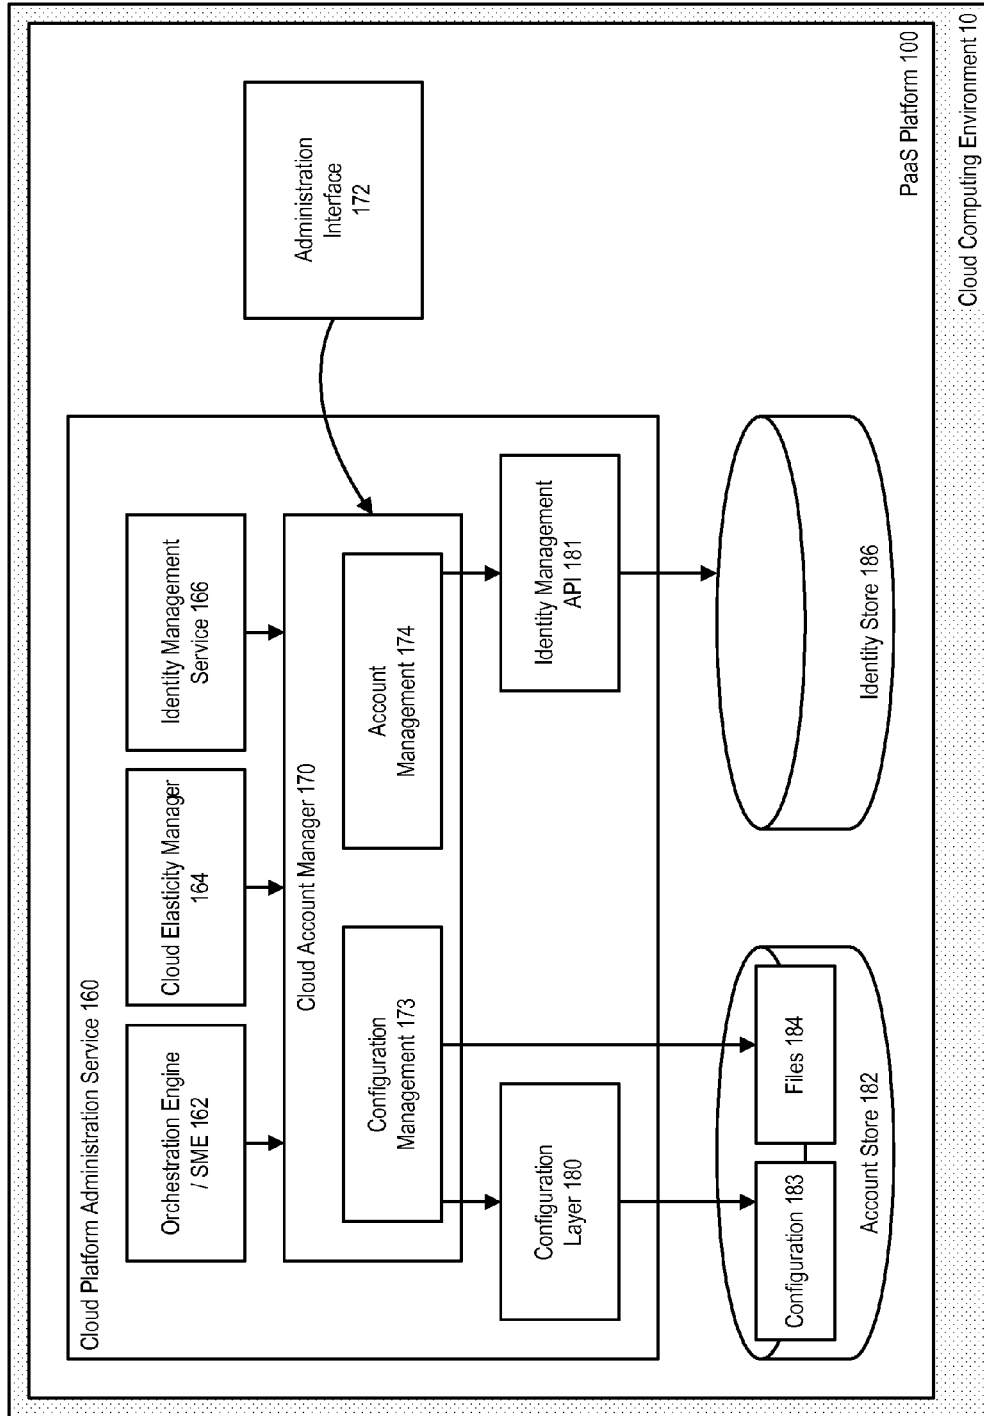 Cloud Platform Administration Service 160
Orchestration Engine
/ SME 162
Cloud Elasticity Manager
164
Identity Management
Service 166
Cloud Account Manager 170
Configuration
Management 173
Account
Management 174
Administration
Interface
172
Configuration
Layer 180
Identity Management
API 181
Configuration 183
Files 184
Account Store 182
Identity Store 186
PaaS Platform 100
Cloud Computing Environment 10